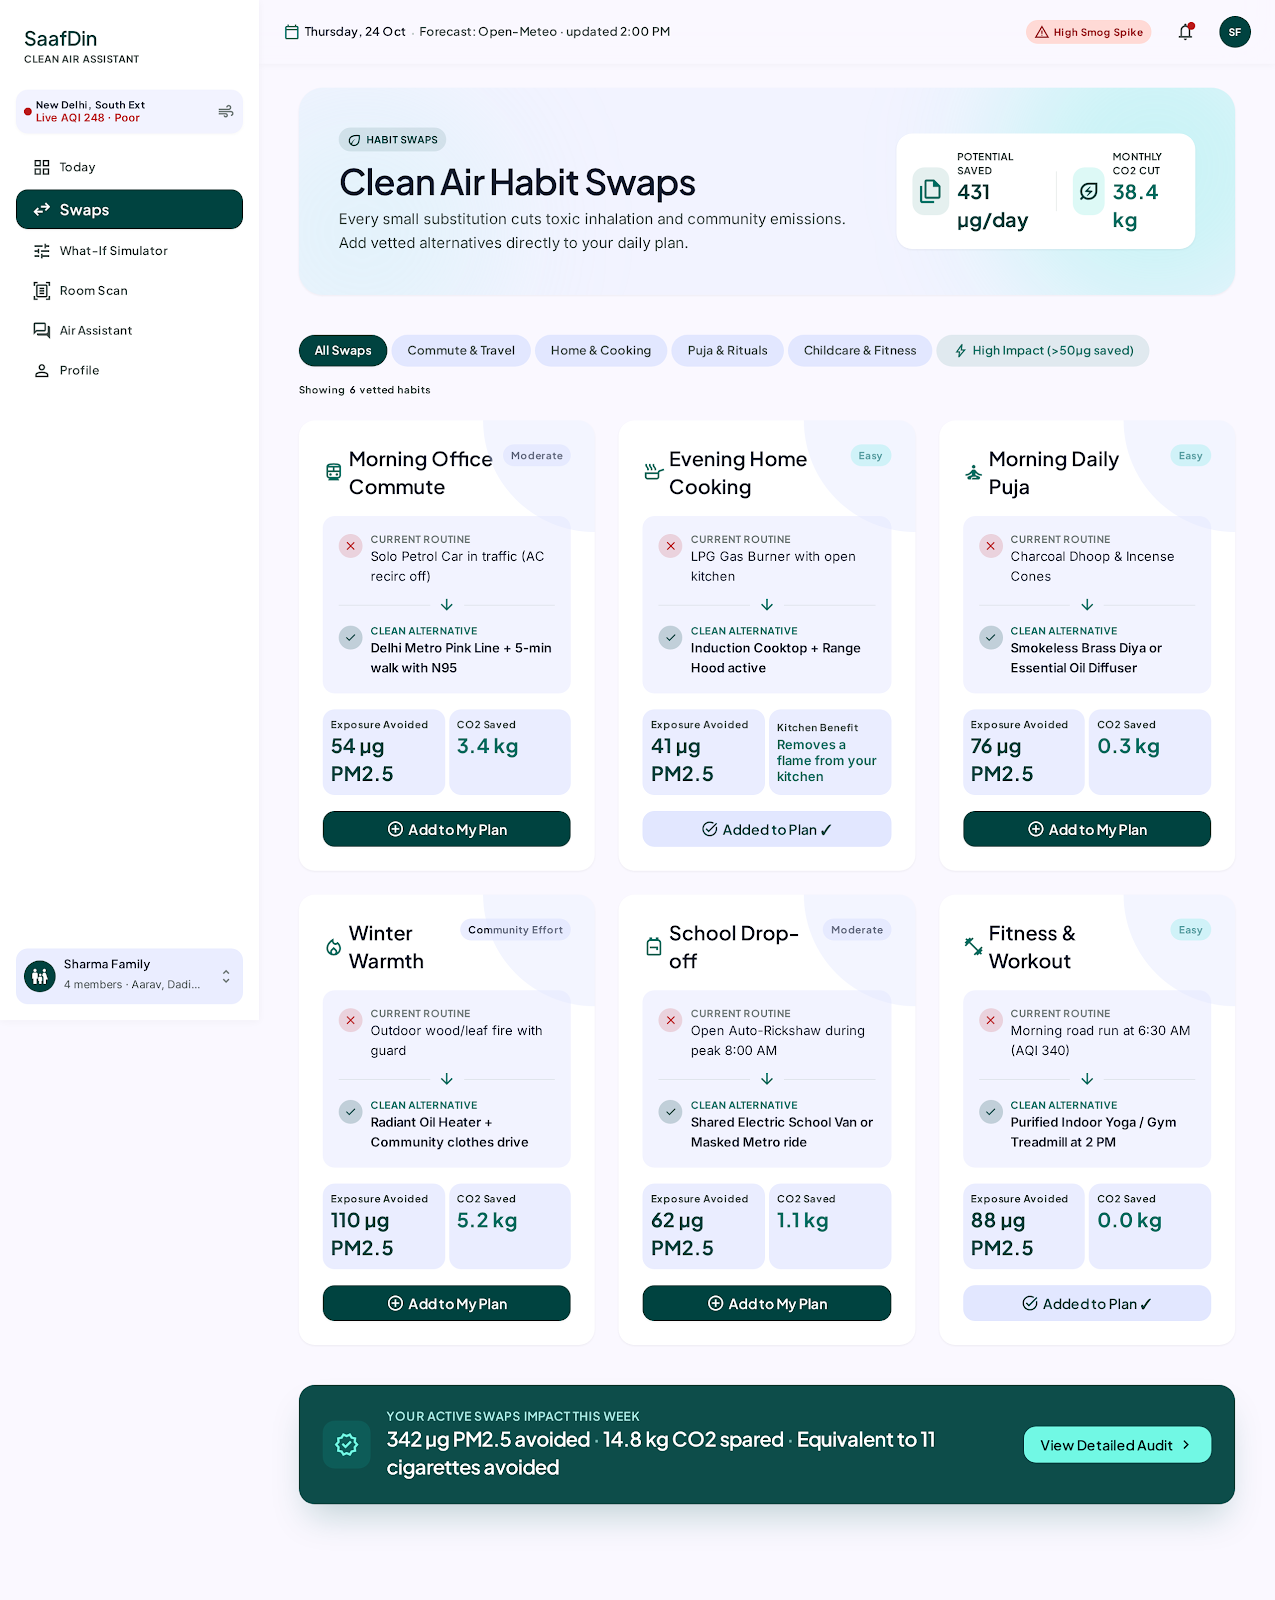 SaafDin
CLEAN AIR ASSISTANT
New Delhi, South Ext
Live AQI 248 · Poor
Today
Swaps
What-If Simulator
Room Scan
Air Assistant
Profile
Sharma Family
4 members · Aarav, Dadi...
Thursday, 24 Oct · Forecast: Open-Meteo · updated 2:00 PM
High Smog Spike
SF
HABIT SWAPS
Clean Air Habit Swaps
Every small substitution cuts toxic inhalation and community emissions.
Add vetted alternatives directly to your daily plan.
POTENTIAL
SAVED
431
µg/day
MONTHLY
CO2 CUT
38.4
kg
All Swaps
Commute & Travel
Home & Cooking
Puja & Rituals
Childcare & Fitness
High Impact (>50µg saved)
Showing 6 vetted habits
Morning Office
Commute
Moderate
CURRENT ROUTINE
Solo Petrol Car in traffic (AC
recirc off)
CLEAN ALTERNATIVE
Delhi Metro Pink Line + 5-min
walk with N95
Exposure Avoided
54 µg
PM2.5
CO2 Saved
3.4 kg
Add to My Plan
Evening Home
Cooking
Easy
CURRENT ROUTINE
LPG Gas Burner with open
kitchen
CLEAN ALTERNATIVE
Induction Cooktop + Range
Hood active
Exposure Avoided
41 µg
PM2.5
Kitchen Benefit
Removes a
flame from your
kitchen
Added to Plan ✓
Morning Daily
Puja
Easy
CURRENT ROUTINE
Charcoal Dhoop & Incense
Cones
CLEAN ALTERNATIVE
Smokeless Brass Diya or
Essential Oil Diffuser
Exposure Avoided
76 µg
PM2.5
CO2 Saved
0.3 kg
Add to My Plan
Winter
Warmth
Community Effort
CURRENT ROUTINE
Outdoor wood/leaf fire with
guard
CLEAN ALTERNATIVE
Radiant Oil Heater +
Community clothes drive
Exposure Avoided
110 µg
PM2.5
CO2 Saved
5.2 kg
Add to My Plan
School Drop-
off
Moderate
CURRENT ROUTINE
Open Auto-Rickshaw during
peak 8:00 AM
CLEAN ALTERNATIVE
Shared Electric School Van or
Masked Metro ride
Exposure Avoided
62 µg
PM2.5
CO2 Saved
1.1 kg
Add to My Plan
Fitness &
Workout
Easy
CURRENT ROUTINE
Morning road run at 6:30 AM
(AQI 340)
CLEAN ALTERNATIVE
Purified Indoor Yoga / Gym
Treadmill at 2 PM
Exposure Avoided
88 µg
PM2.5
CO2 Saved
0.0 kg
Added to Plan ✓
YOUR ACTIVE SWAPS IMPACT THIS WEEK
342 µg PM2.5 avoided · 14.8 kg CO2 spared · Equivalent to 11
cigarettes avoided
View Detailed Audit